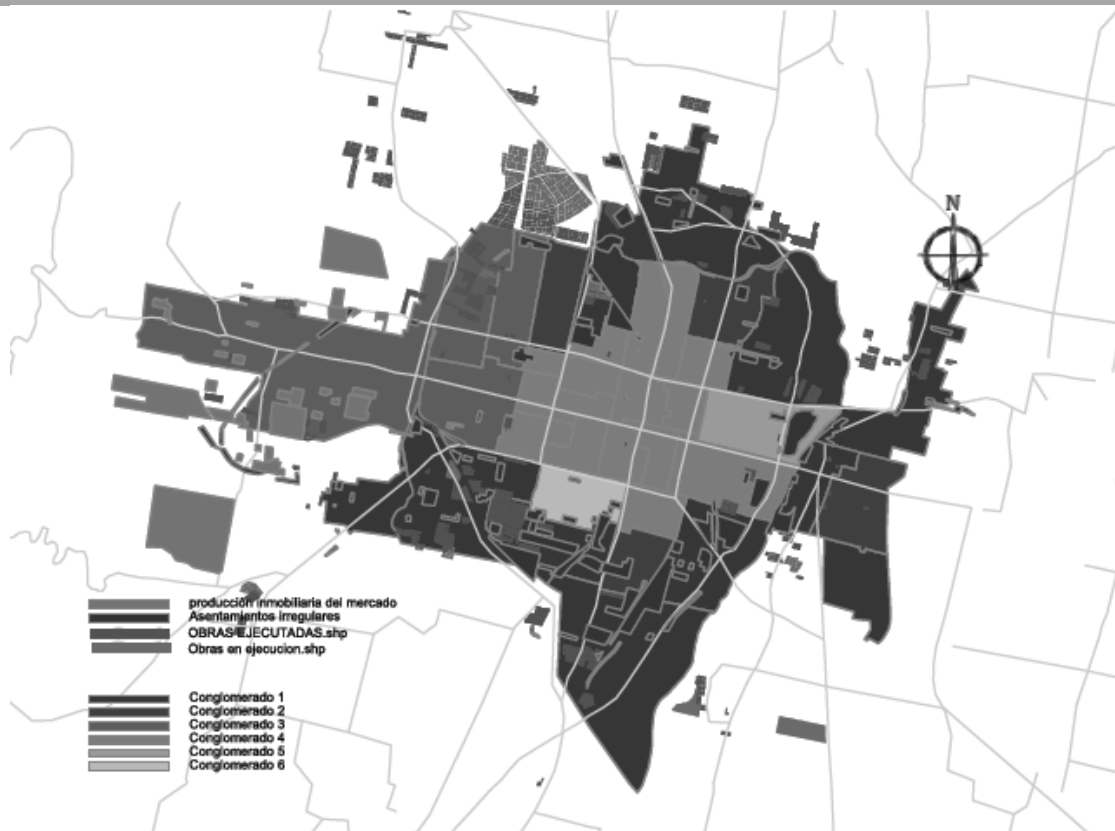 N
producción inmobiliaria del mercado
Asentamientos irregulares
OBRAS EJECUTADAS.shp
Obras en ejecucion.shp
Conglomerado 1
Conglomerado 2
Conglomerado 3
Conglomerado 4
Conglomerado 5
Conglomerado 6